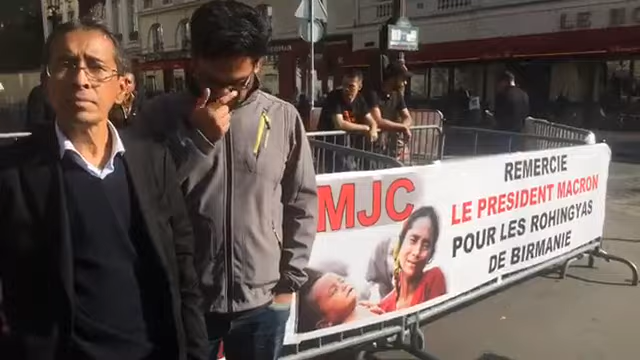 MJC
REMERCIE
LE PRESIDENT MACRON
POUR LES ROHINGYAS
DE BIRMANIE